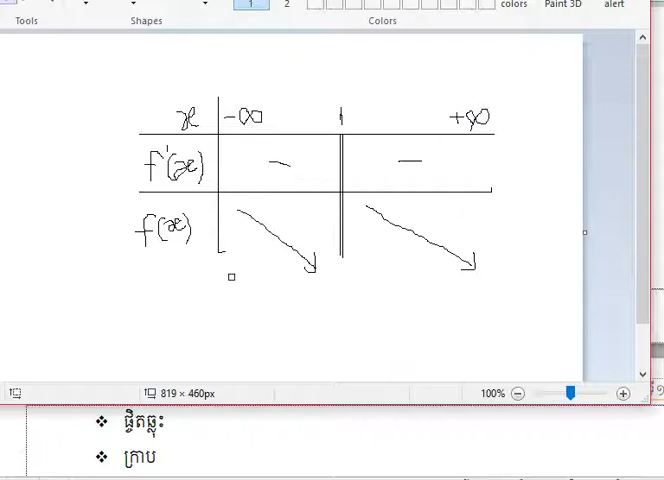 1 2 colors Paint 3D alert
Tools Shapes Colors
x -∞ 1 +∞
f'(x) - -
f(x)
819 × 460px 100%
❖ ផ្ចិតឆ្លុះ
❖ ក្រាប